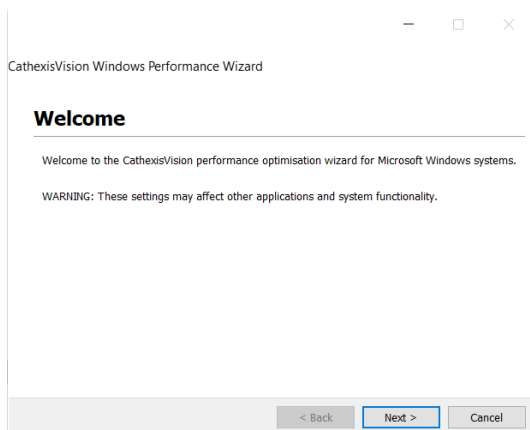 CathexisVision Windows Performance Wizard
Welcome
Welcome to the CathexisVision performance optimisation wizard for Microsoft Windows systems.
WARNING: These settings may affect other applications and system functionality.
< Back Next > Cancel